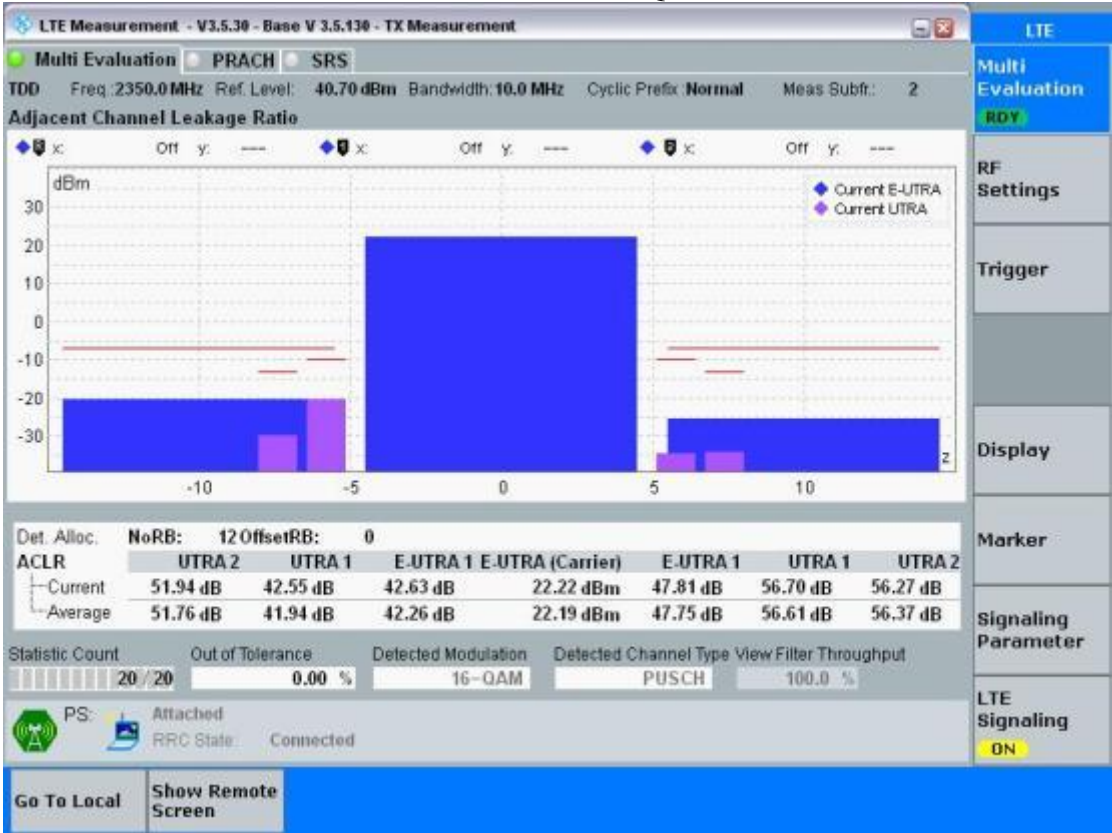 LTE Measurement - V3.5.30 - Base V 3.5.130 - TX Measurement
LTE
Multi Evaluation PRACH SRS
Multi
Evaluation
RDY
TDD Freq.:2350.0 MHz Ref. Level: 40.70 dBm Bandwidth: 10.0 MHz Cyclic Prefix: Normal Meas Subfr.: 2
Adjacent Channel Leakage Ratio
x: Off y: --- x: Off y: --- x: Off y: ---
dBm
Current E-UTRA
Current UTRA
30
20
10
0
-10
-20
-30
z
-10 -5 0 5 10
RF
Settings
Trigger
Display
Marker
Signaling
Parameter
LTE
Signaling
ON
Det. Alloc. NoRB: 12 OffsetRB: 0
ACLR UTRA 2 UTRA 1 E-UTRA 1 E-UTRA (Carrier) E-UTRA 1 UTRA 1 UTRA 2
Current 51.94 dB 42.55 dB 42.63 dB 22.22 dBm 47.81 dB 56.70 dB 56.27 dB
Average 51.76 dB 41.94 dB 42.26 dB 22.19 dBm 47.75 dB 56.61 dB 56.37 dB
Statistic Count Out of Tolerance Detected Modulation Detected Channel Type View Filter Throughput
20 / 20 0.00 % 16-QAM PUSCH 100.0 %
PS: Attached
RRC State: Connected
Go To Local Show Remote
Screen